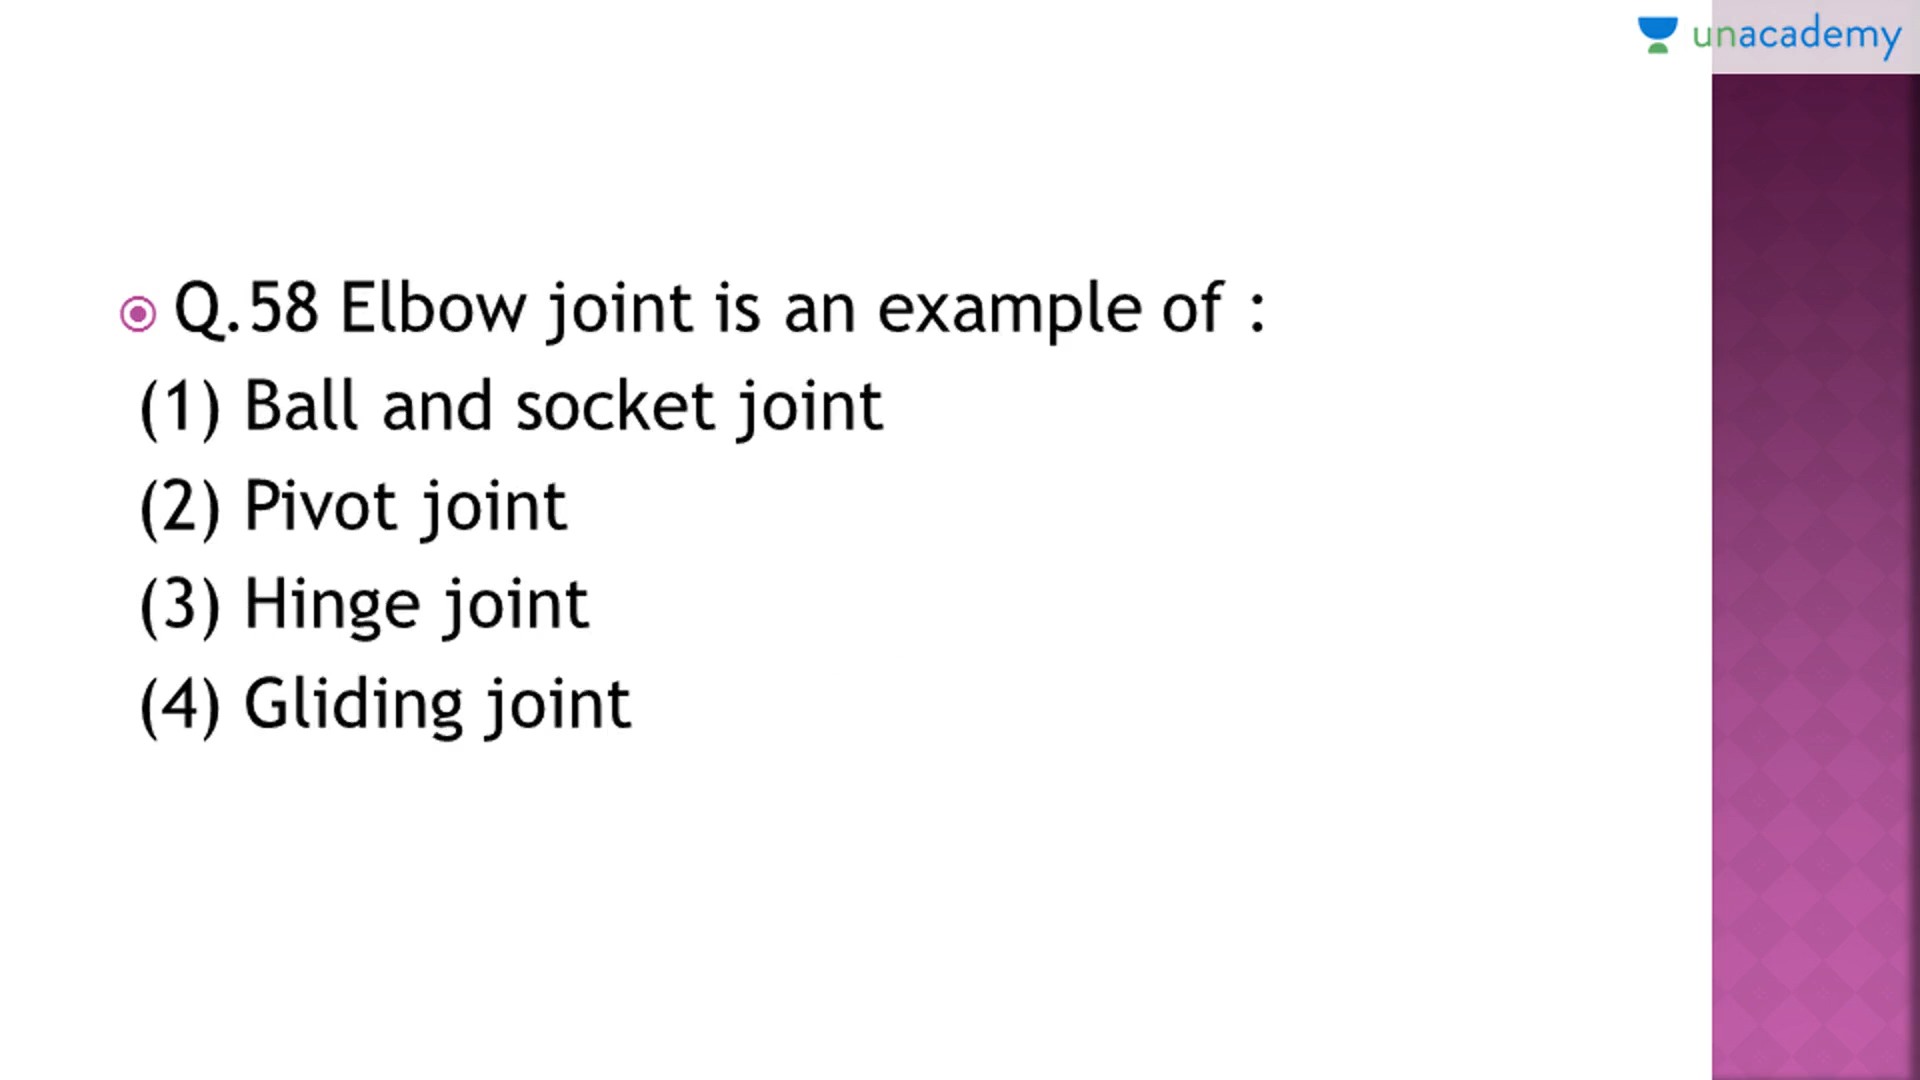 unacademy
Q.58 Elbow joint is an example of :
(1) Ball and socket joint
(2) Pivot joint
(3) Hinge joint
(4) Gliding joint